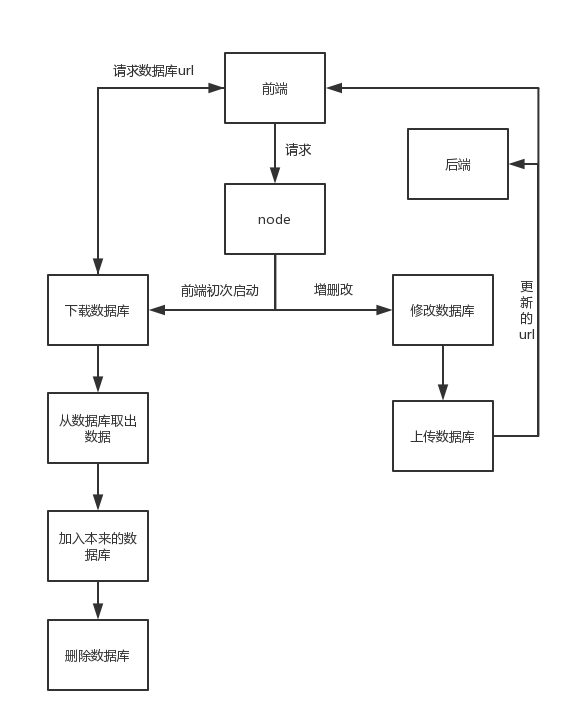 请求数据库url
前端
请求
后端
node
前端初次启动
增删改
更
新
的
url
下载数据库
修改数据库
从数据库取出
数据
上传数据库
加入本来的数
据库
删除数据库